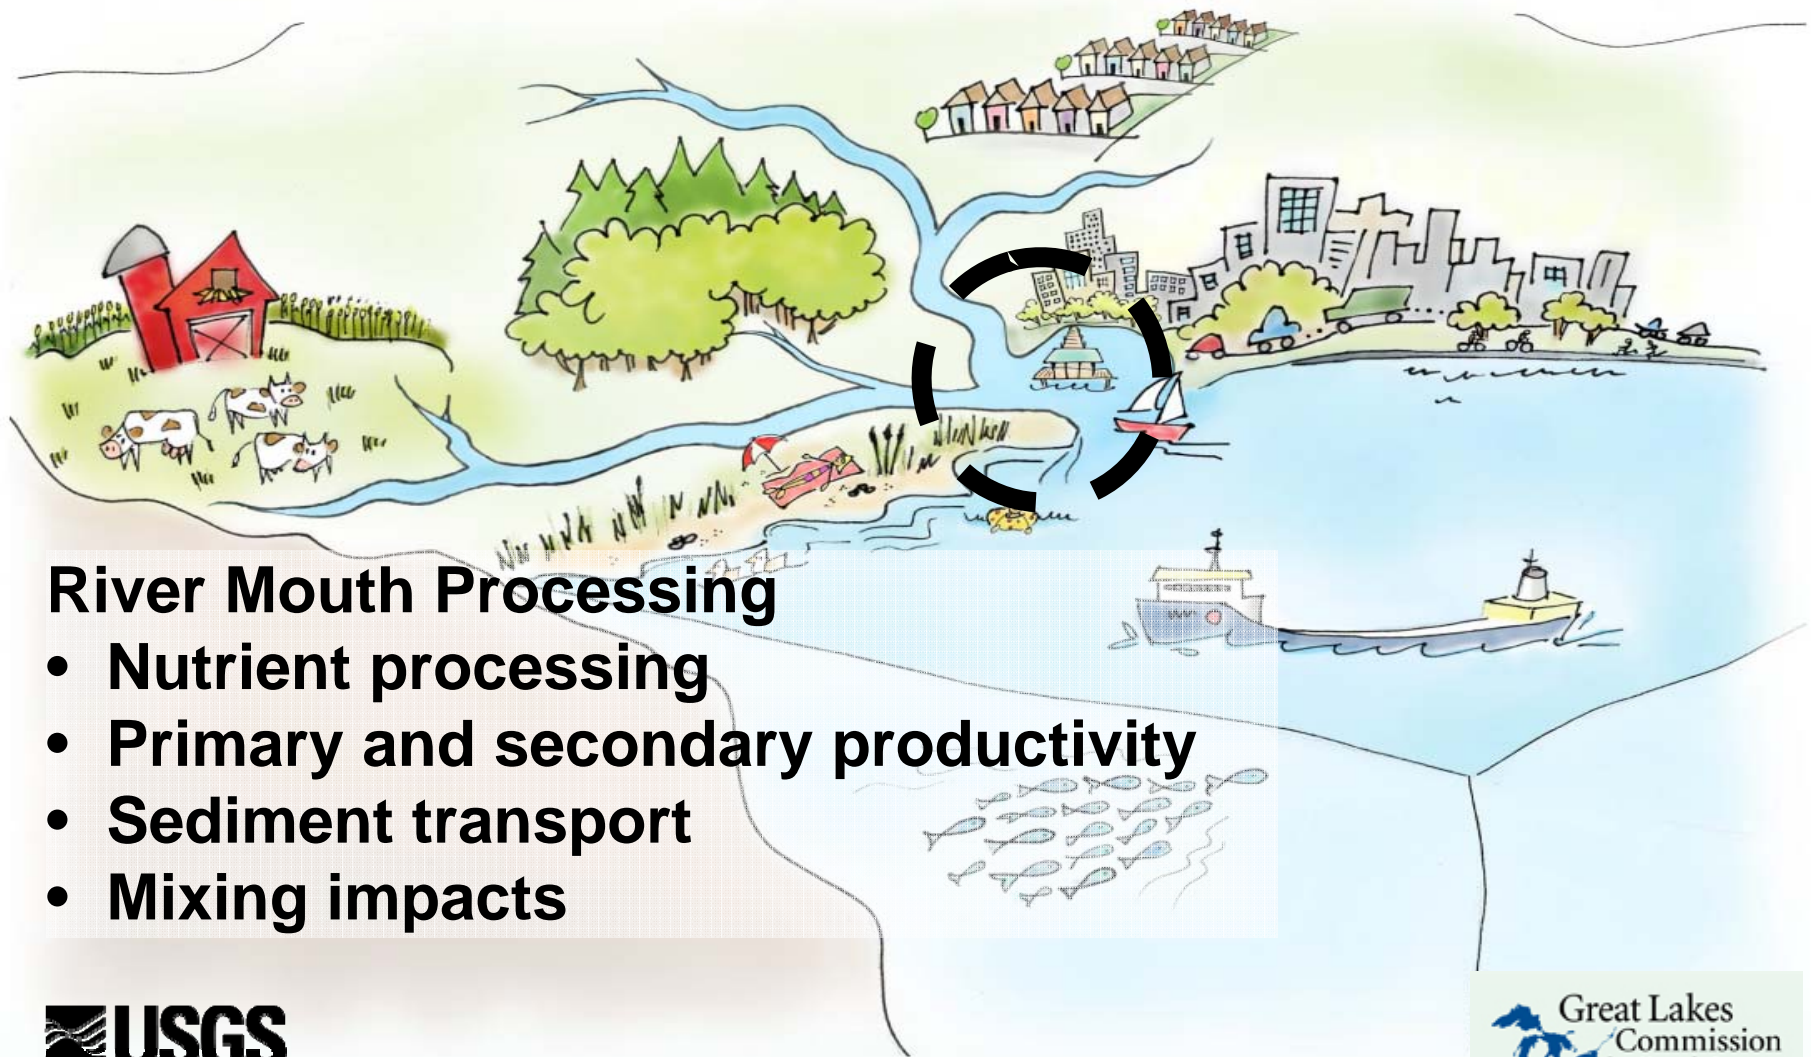 River Mouth Processing
• Nutrient processing
• Primary and secondary productivity
• Sediment transport
• Mixing impacts
USGS
Great Lakes
Commission